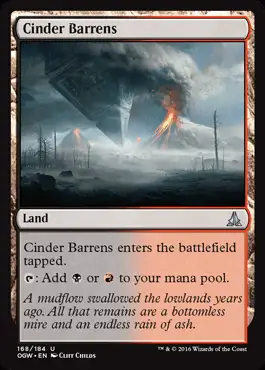 Cinder Barrens
Land
Cinder Barrens enters the battlefield
tapped.
: Add or to your mana pool.
A mudflow swallowed the lowlands years
ago. All that remains are a bottomless
mire and an endless rain of ash.
168/184 U
OGW • EN CLIFF CHILDS
™ & © 2016 Wizards of the Coast